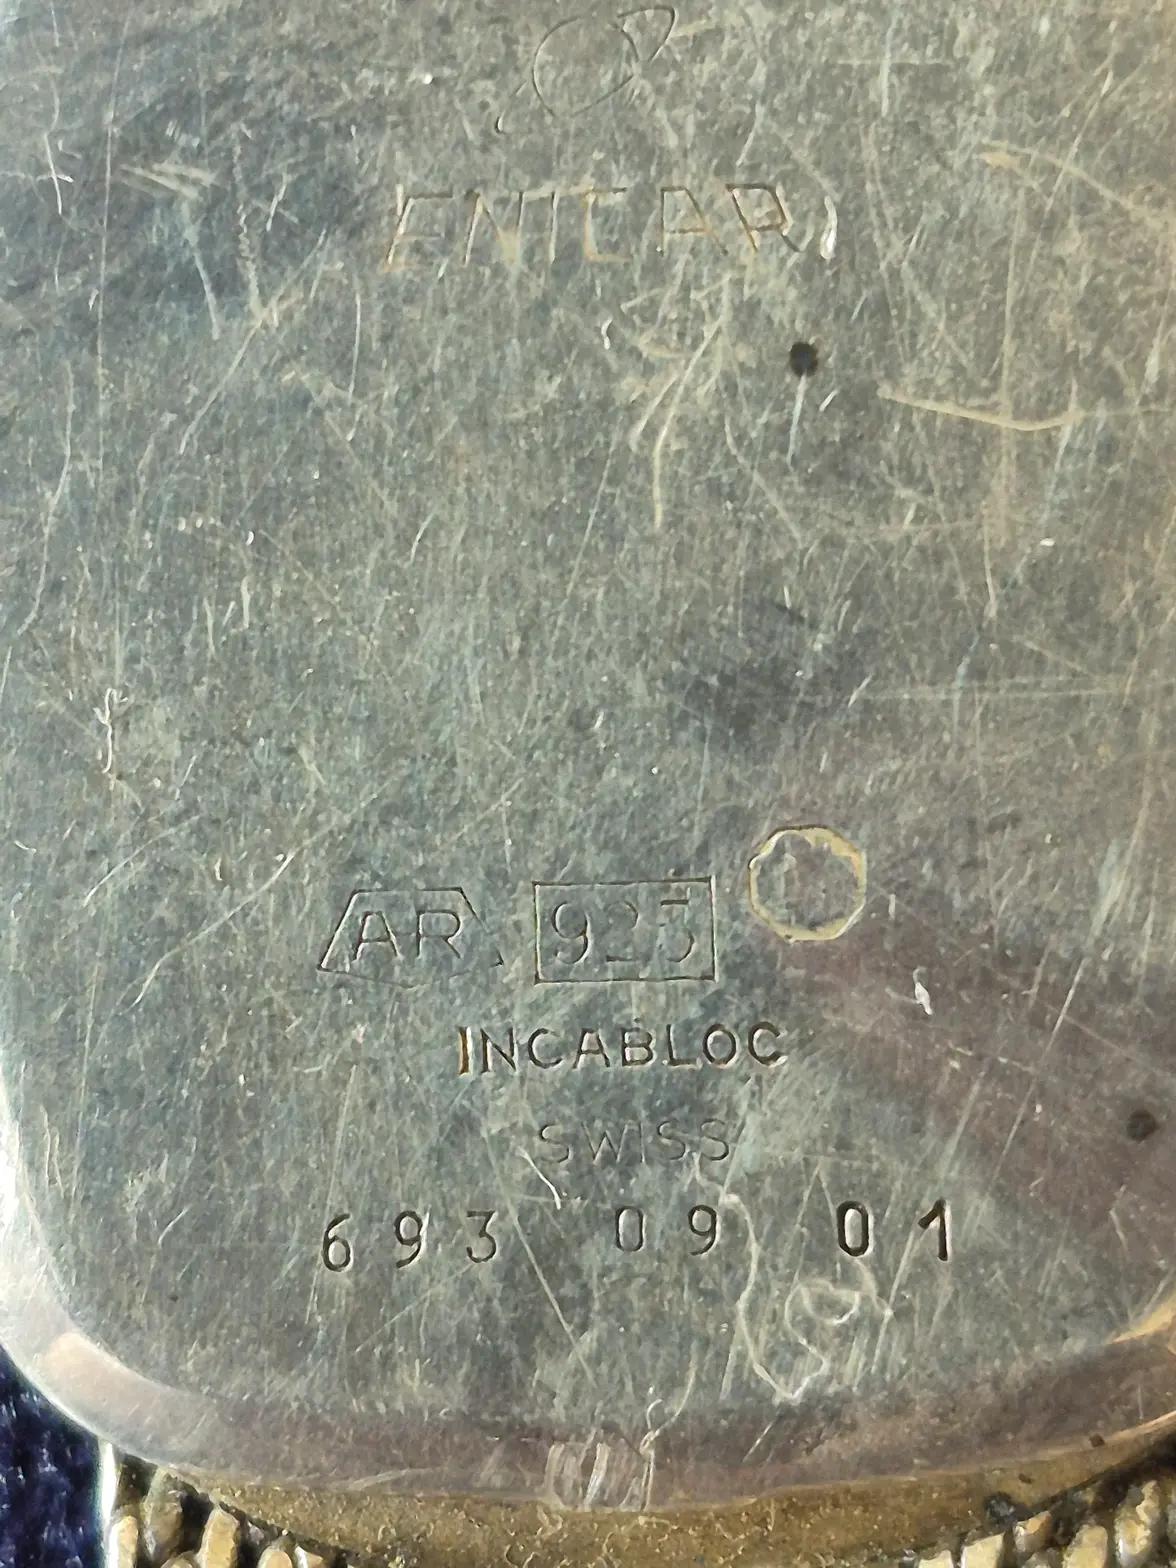 ENICAR
AR 925
INCABLOC
SWISS
693 09 01